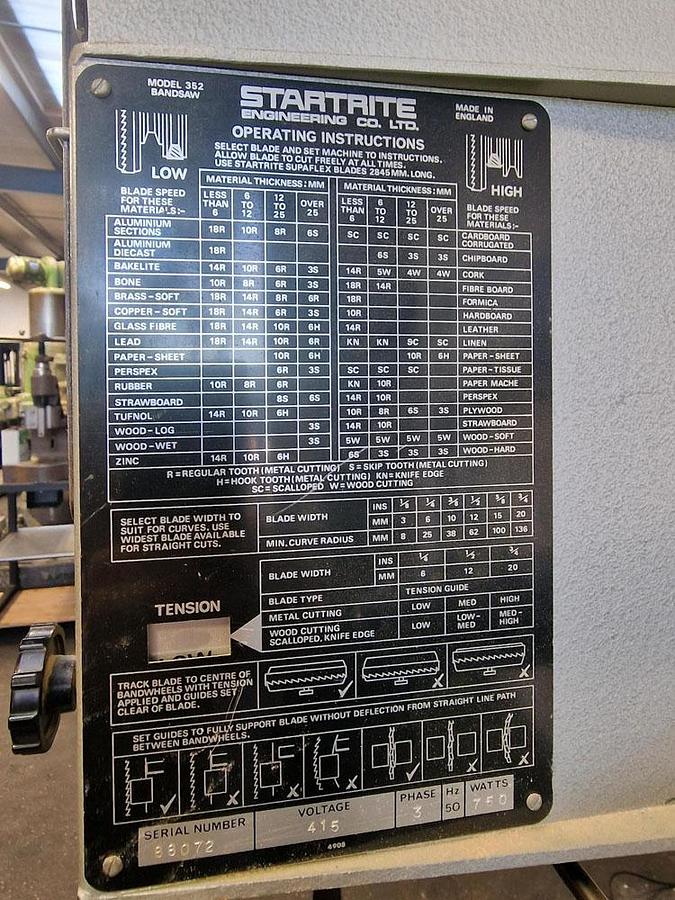 MODEL 352
BANDSAW
STARTRITE
ENGINEERING CO. LTD.
MADE IN
ENGLAND
OPERATING INSTRUCTIONS
SELECT BLADE AND SET MACHINE TO INSTRUCTIONS.
ALLOW BLADE TO CUT FREELY AT ALL TIMES.
USE STARTRITE SUPAFLEX BLADES 2845 MM. LONG.
LOW
HIGH
BLADE SPEED
FOR THESE
MATERIALS:-
MATERIAL THICKNESS: MM
LESS THAN 6
6 TO 12
12 TO 25
OVER 25
MATERIAL THICKNESS: MM
LESS THAN 6
6 TO 12
12 TO 25
OVER 25
BLADE SPEED
FOR THESE
MATERIALS:-
ALUMINIUM SECTIONS 18R 10R 8R 6S SC SC SC SC CARDBOARD CORRUGATED
ALUMINIUM DIECAST 18R 6S 3S 3S CHIPBOARD
BAKELITE 14R 10R 6R 3S 14R 5W 4W 4W CORK
BONE 10R 8R 6R 3S 18R 14R FIBRE BOARD
BRASS-SOFT 18R 14R 8R 6R 18R FORMICA
COPPER-SOFT 18R 14R 8R 6R 10R HARDBOARD
GLASS FIBRE 18R 14R 10R 6H 14R LEATHER
LEAD 18R 14R 10R 6H KN KN SC SC LINEN
PAPER-SHEET 10R 6H 10R 6H PAPER-SHEET
PERSPEX 6R 3S SC SC SC PAPER-TISSUE
RUBBER 10R 8R 6R KN 10R PAPER MACHE
STRAWBOARD 8S 6S 14R 10R PERSPEX
TUFNOL 14R 10R 6H 10R 8R 6S 3S PLYWOOD
WOOD-LOG 3S 14R 10R STRAWBOARD
WOOD-WET 3S 5W 5W 5W 5W WOOD-SOFT
ZINC 14R 10R 6H 6S 3S 3S 3S WOOD-HARD
R=REGULAR TOOTH (METAL CUTTING) S=SKIP TOOTH (METAL CUTTING)
H=HOOK TOOTH (METAL CUTTING) KN=KNIFE EDGE
SC=SCALLOPED W=WOOD CUTTING
SELECT BLADE WIDTH TO
SUIT FOR CURVES. USE
WIDEST BLADE AVAILABLE
FOR STRAIGHT CUTS.
BLADE WIDTH INS 1/8 1/4 3/8 1/2 5/8 3/4
MM 3 6 10 12 15 20
MIN. CURVE RADIUS MM 8 25 38 62 100 136
BLADE WIDTH INS 1/4 1/2 3/4
MM 6 12 20
BLADE TYPE TENSION GUIDE
METAL CUTTING LOW MED HIGH
WOOD CUTTING
SCALLOPED. KNIFE EDGE LOW LOW-MED MED-HIGH
TENSION
LOW
TRACK BLADE TO CENTRE OF
BANDWHEELS WITH TENSION
APPLIED AND GUIDES SET
CLEAR OF BLADE.
SET GUIDES TO FULLY SUPPORT BLADE WITHOUT DEFLECTION FROM STRAIGHT LINE PATH
BETWEEN BANDWHEELS.
SERIAL NUMBER
VOLTAGE
415
PHASE
3
Hz
50
WATTS
750
4908